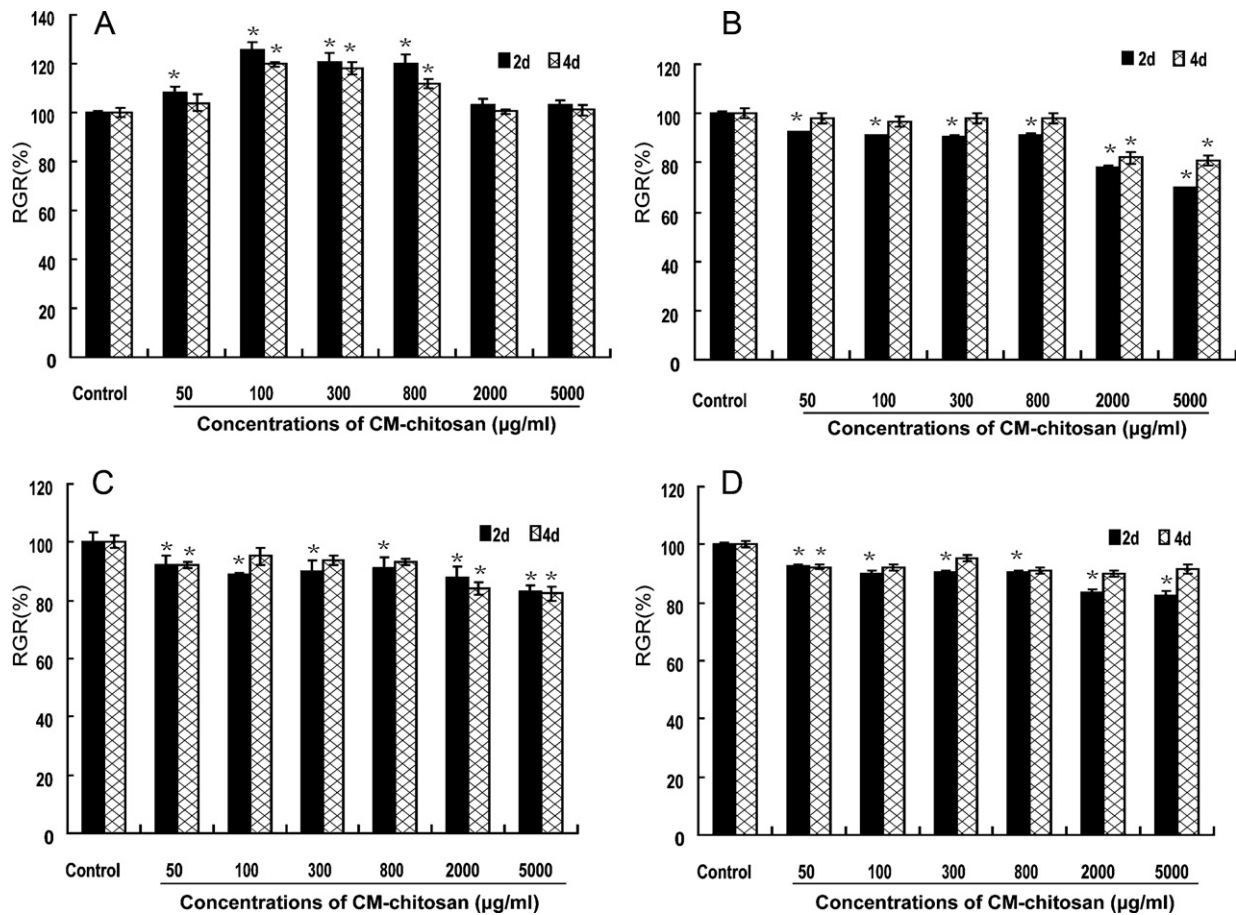 A
140
120
100
80
60
40
20
0
RGR(%)
2d 4d
* * * * * * *
Control 50 100 300 800 2000 5000
Concentrations of CM-chitosan (μg/ml)
B
120
100
80
60
40
20
0
RGR(%)
2d 4d
* * * * * * * *
Control 50 100 300 800 2000 5000
Concentrations of CM-chitosan (μg/ml)
C
120
100
80
60
40
20
0
RGR(%)
2d 4d
* * * * * * * * *
Control 50 100 300 800 2000 5000
Concentrations of CM-chitosan (μg/ml)
D
120
100
80
60
40
20
0
RGR(%)
2d 4d
* * * * * * *
Control 50 100 300 800 2000 5000
Concentrations of CM-chitosan (μg/ml)